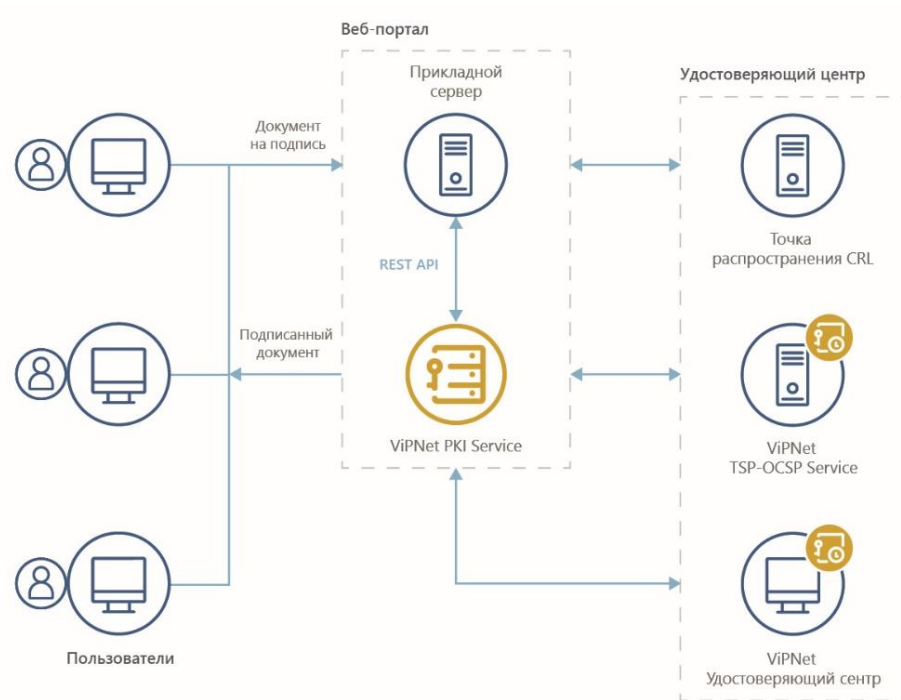 Веб-портал
Прикладной
сервер
Удостоверяющий центр
Документ
на подпись
Точка
распространения CRL
REST API
Подписанный
документ
ViPNet PKI Service
ViPNet
TSP-OCSP Service
Пользователи
ViPNet
Удостоверяющий сентр